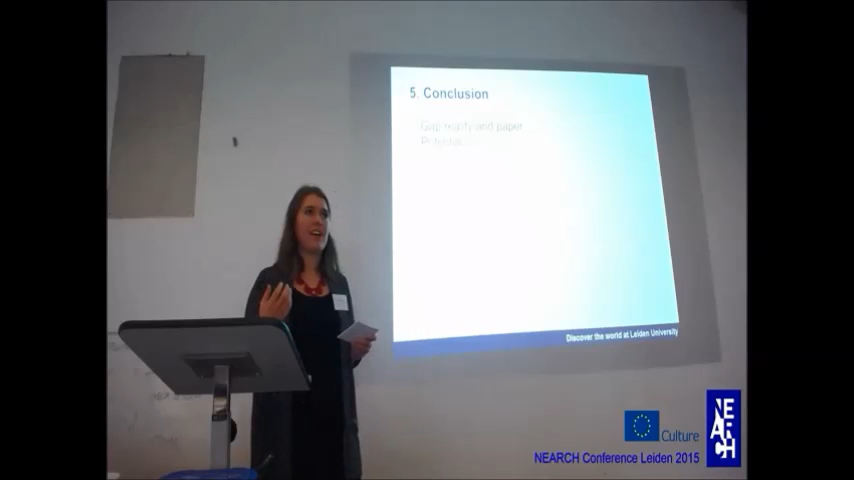 5. Conclusion
Gap reality and paper
Discover the world at Leiden University
Culture
NEARCH
NEARCH Conference Leiden 2015